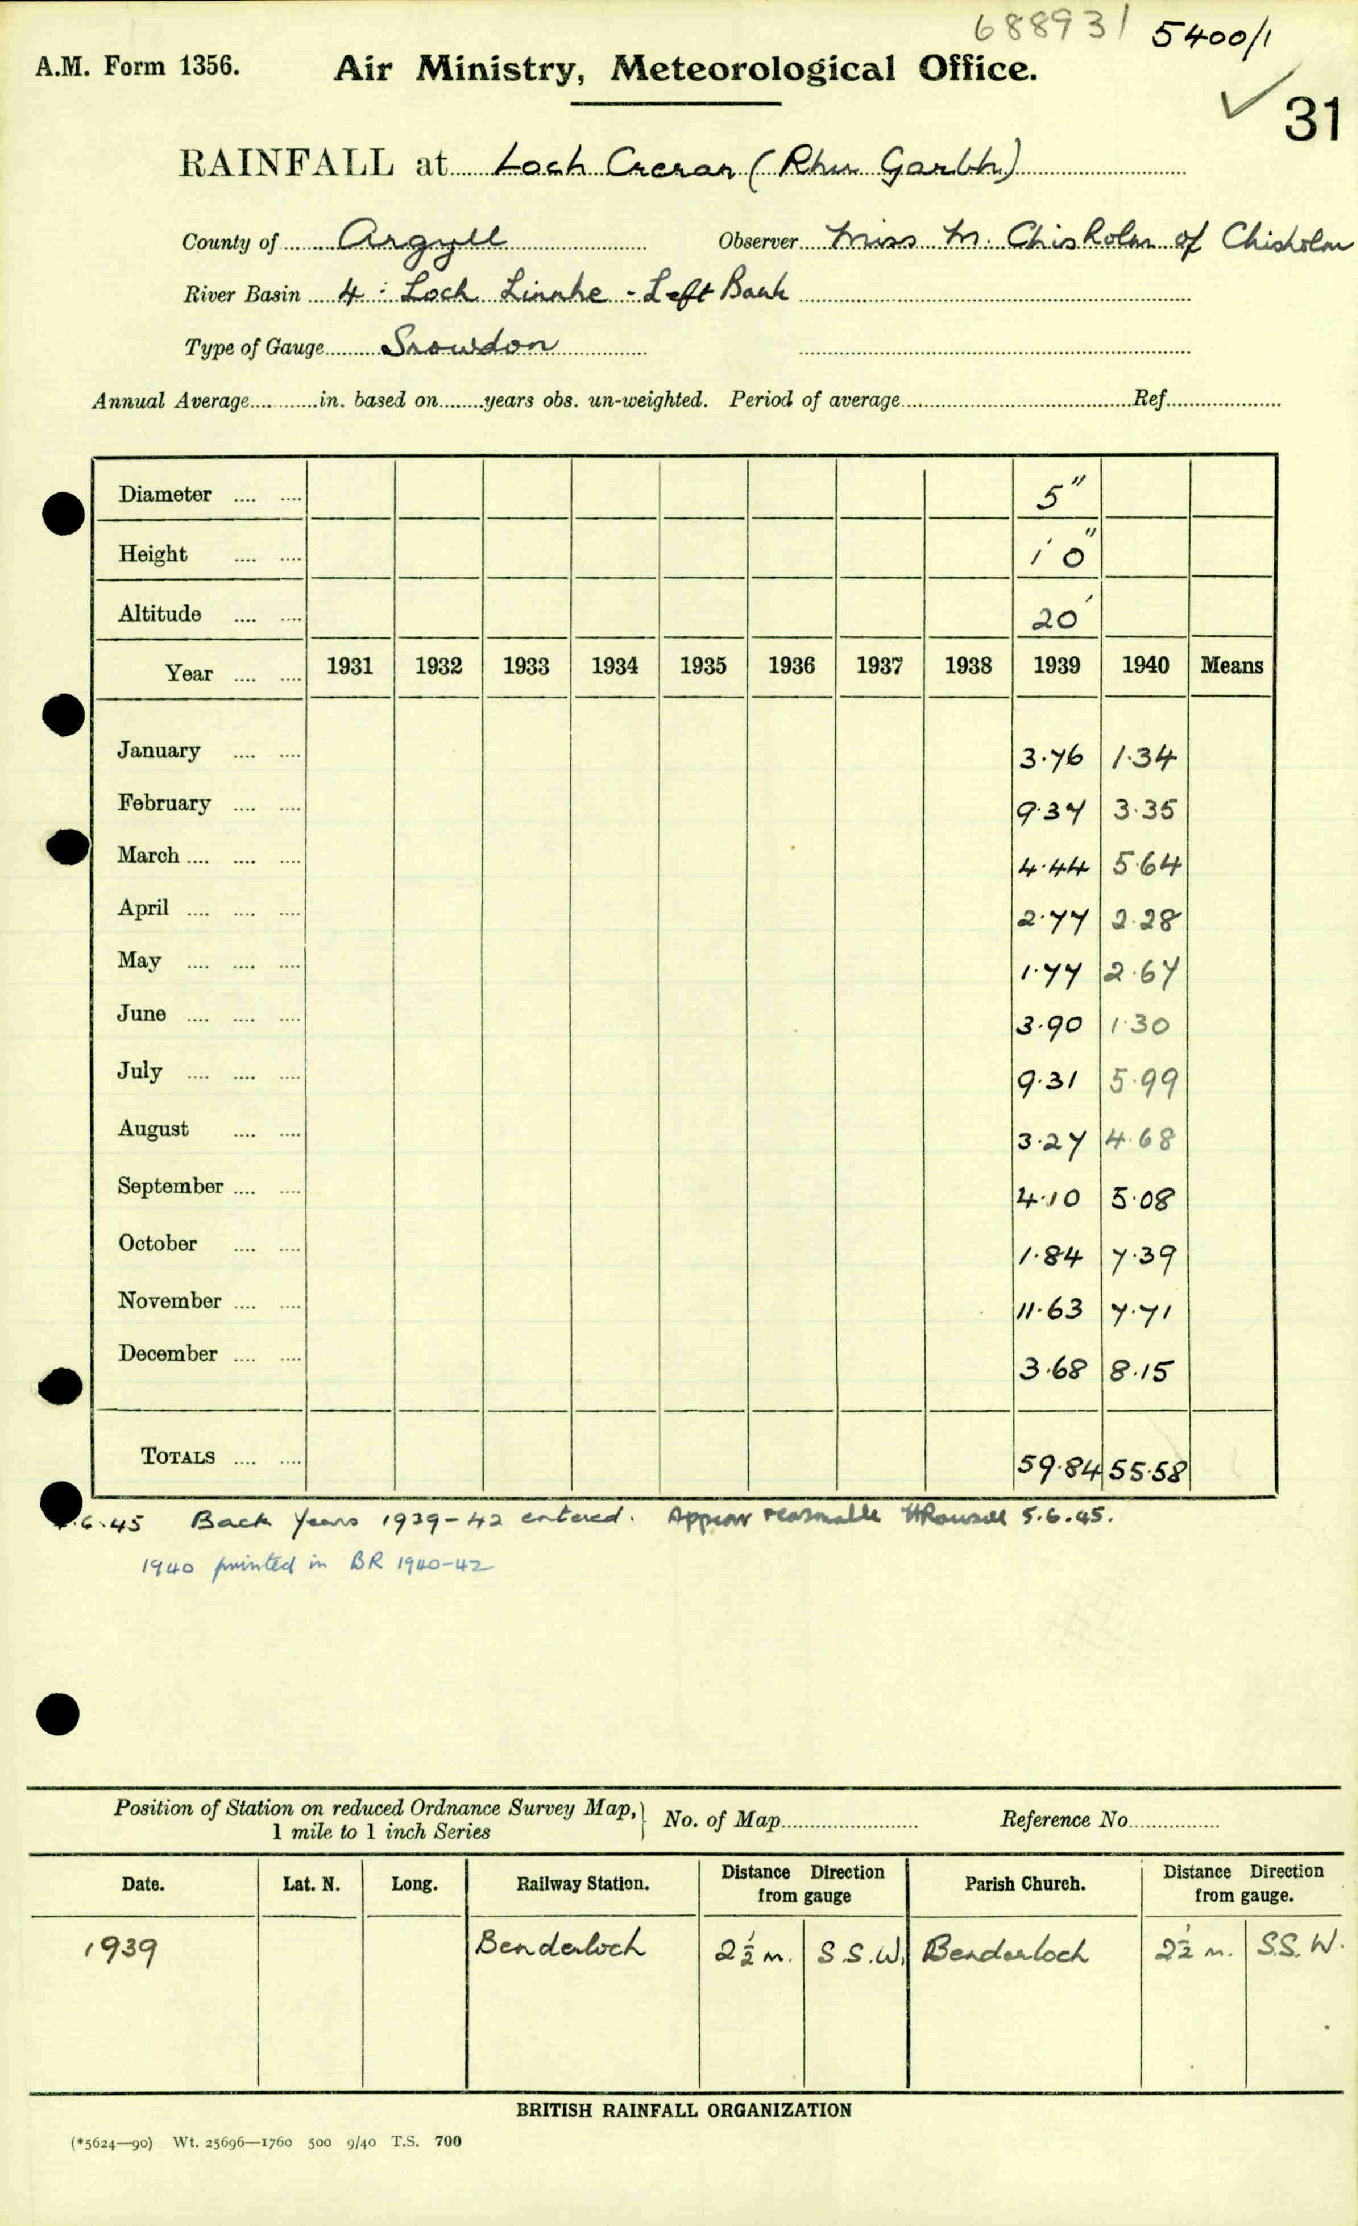 688931 5400/1
A.M. Form 1356. Air Ministry, Meteorological Office.
✓ 31
RAINFALL at Loch Creran (Rhu Garbh)
County of Argyll Observer Miss M. Chisholm of Chisholm
River Basin 4 : Loch Linnhe - Left Bank
Type of Gauge Snowdon
Annual Average in. based on years obs. un-weighted. Period of average Ref.
Diameter .... .... 5"
Height .... .... 1' 0"
Altitude .... .... 20'
Year .... .... 1931 1932 1933 1934 1935 1936 1937 1938 1939 1940 Means
January .... .... 3.76 1.34
February .... .... 9.37 3.35
March .... .... .... 4.44 5.64
April .... .... .... 2.77 2.28
May .... .... .... 1.77 2.67
June .... .... .... 3.90 1.30
July .... .... .... 9.31 5.99
August .... .... 3.27 4.68
September .... .... 4.10 5.08
October .... .... 1.84 7.39
November .... .... 11.63 7.71
December .... .... 3.68 8.15
TOTALS .... .... 59.84 55.58
.6.45 Back Years 1939-42 entered. Appear reasonable 5.6.45.
1940 printed in BR 1940-42
Position of Station on reduced Ordnance Survey Map, } No. of Map Reference No.
1 mile to 1 inch Series
Date. Lat. N. Long. Railway Station. Distance Direction from gauge Parish Church. Distance Direction from gauge.
1939 Benderloch 2½ m. S.S.W. Benderloch 2½ m. S.S.W.
BRITISH RAINFALL ORGANIZATION
(*5624—90) Wt. 25696—1760 500 9/40 T.S. 700